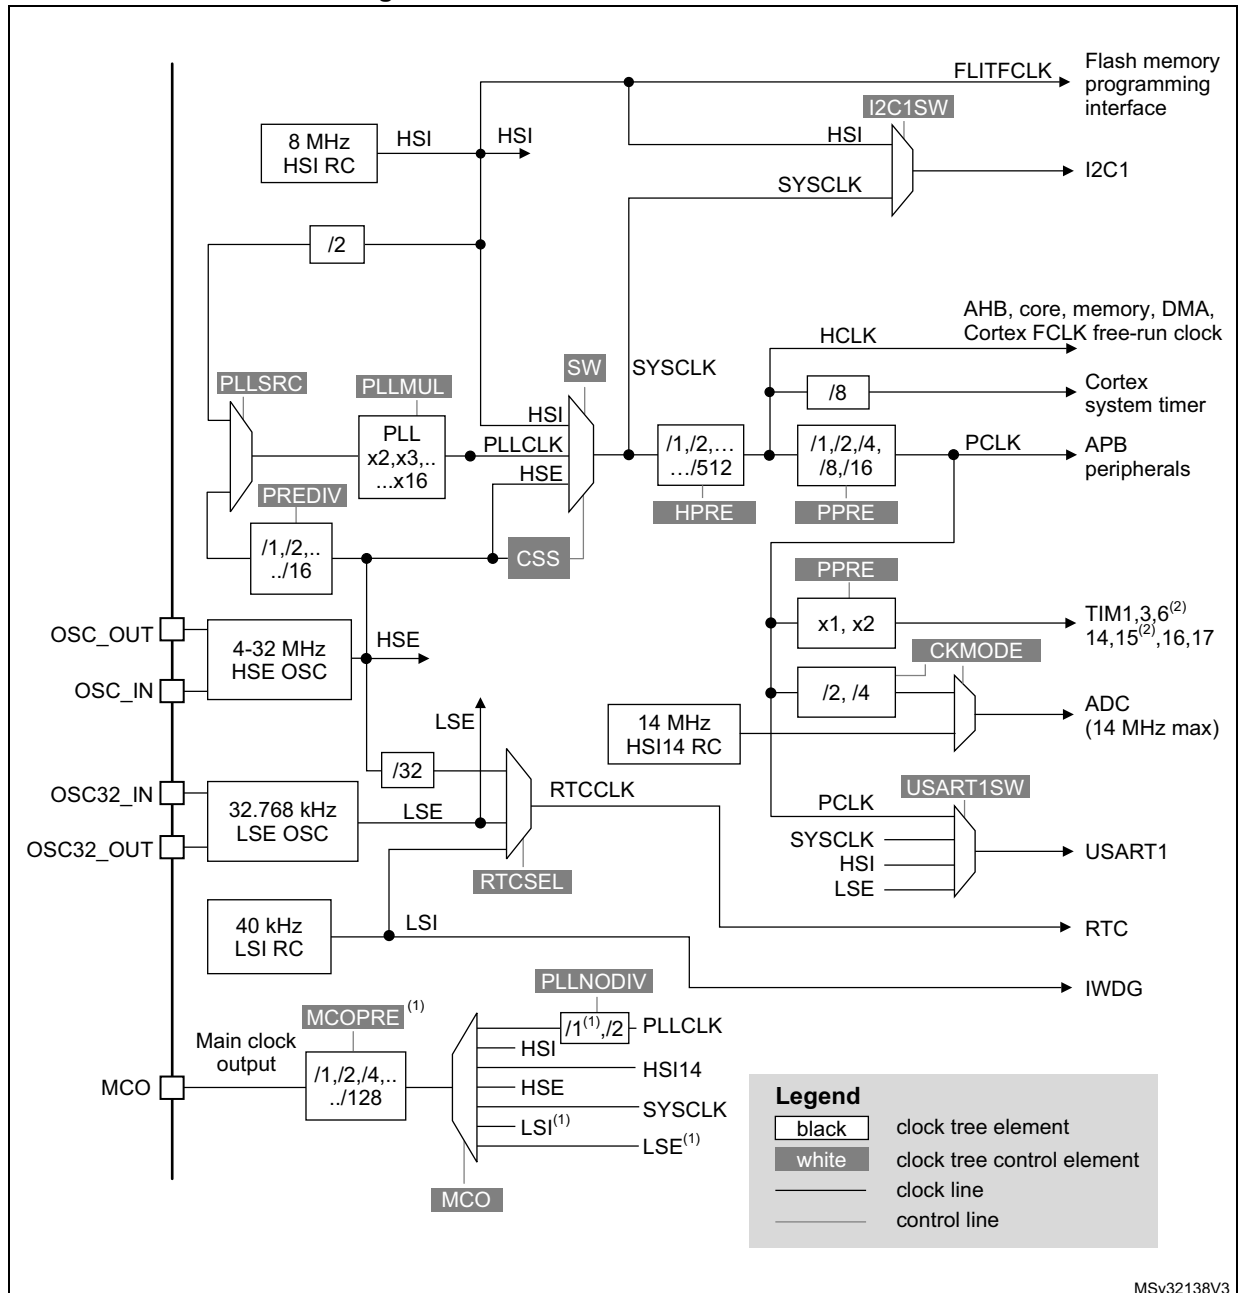 FLITFCLK
Flash memory
programming
interface
I2C1SW
8 MHz
HSI RC
HSI
HSI
HSI
I2C1
SYSCLK
/2
AHB, core, memory, DMA,
Cortex FCLK free-run clock
HCLK
SW
SYSCLK
PLLSRC
PLLMUL
/8
Cortex
system timer
HSI
PLL
x2,x3,..
...x16
PLLCLK
HSE
/1,/2,...
.../512
/1,/2,/4,
/8,/16
PCLK
APB
peripherals
PREDIV
HPRE
PPRE
/1,/2,..
../16
CSS
PPRE
OSC_OUT
OSC_IN
4-32 MHz
HSE OSC
HSE
x1, x2
TIM1,3,6(2)
14,15(2),16,17
CKMODE
/2, /4
14 MHz
HSI14 RC
ADC
(14 MHz max)
LSE
/32
OSC32_IN
OSC32_OUT
32.768 kHz
LSE OSC
LSE
RTCCLK
RTCSEL
USART1SW
PCLK
SYSCLK
HSI
LSE
USART1
40 kHz
LSI RC
LSI
RTC
IWDG
PLLNODIV
MCOPRE (1)
/1(1),/2
PLLCLK
Main clock
output
HSI
MCO
/1,/2,/4,..
../128
HSI14
HSE
SYSCLK
LSI(1)
LSE(1)
MCO
Legend
black clock tree element
white clock tree control element
clock line
control line
MSv32138V3